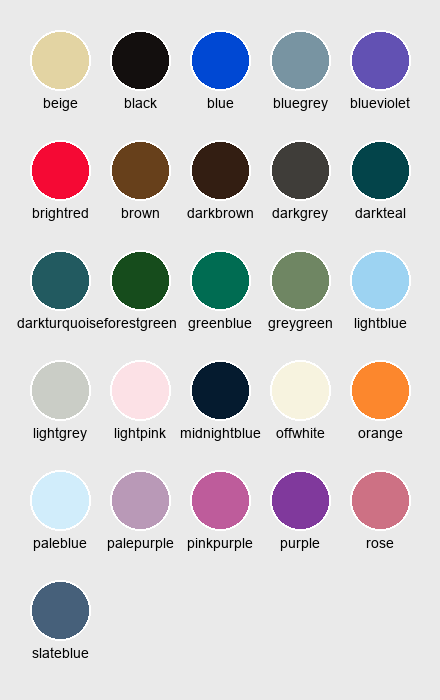 beige black blue bluegrey blueviolet
brightred brown darkbrown darkgrey darkteal
darkturquoise forestgreen greenblue greygreen lightblue
lightgrey lightpink midnightblue offwhite orange
paleblue palepurple pinkpurple purple rose
slateblue